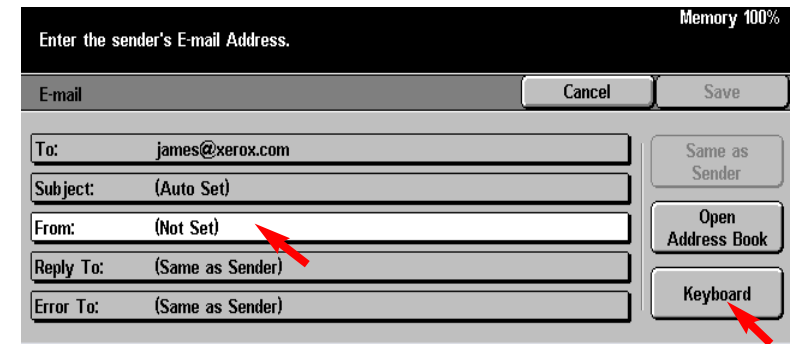 Memory 100%
Enter the sender's E-mail Address.
E-mail
Cancel
Save
To: james@xerox.com
Subject: (Auto Set)
From: (Not Set)
Reply To: (Same as Sender)
Error To: (Same as Sender)
Same as
Sender
Open
Address Book
Keyboard